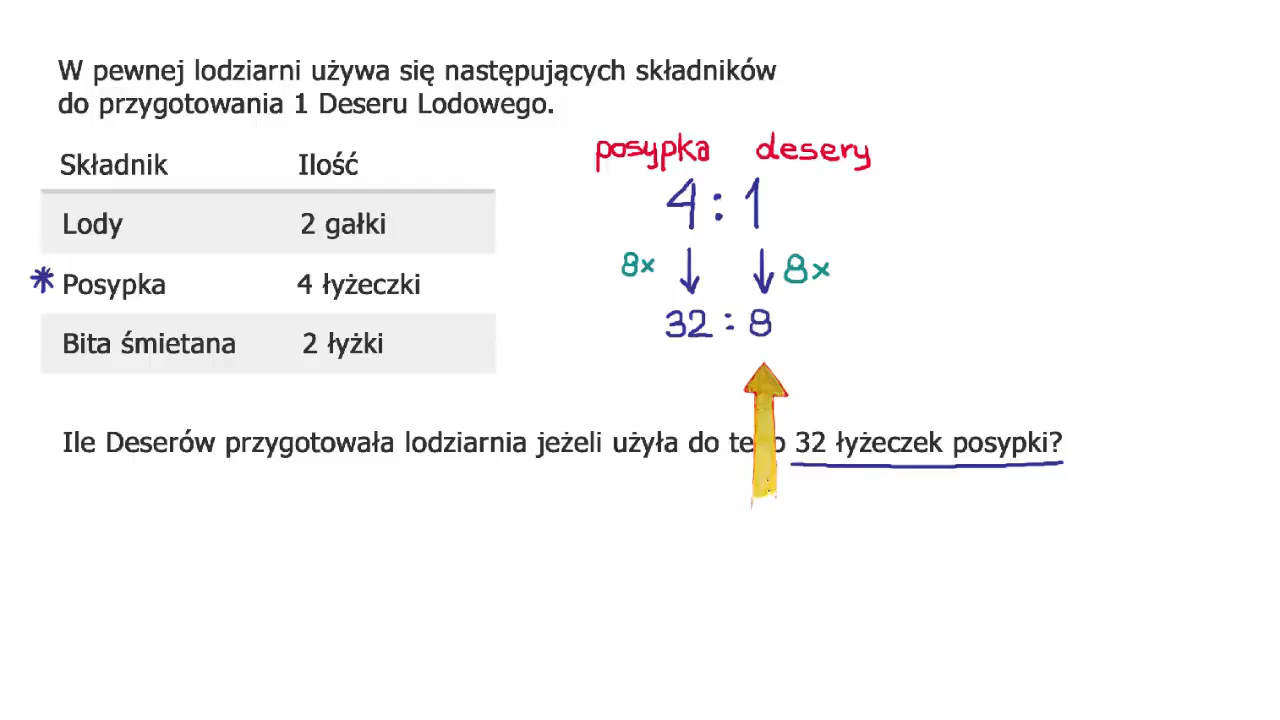 W pewnej lodziarni używa się następujących składników
do przygotowania 1 Deseru Lodowego.
Składnik Ilość
Lody 2 gałki
* Posypka 4 łyżeczki
Bita śmietana 2 łyżki
posypka desery
4 : 1
8x 8x
32 : 8
Ile Deserów przygotowała lodziarnia jeżeli użyła do 32 łyżeczek posypki?